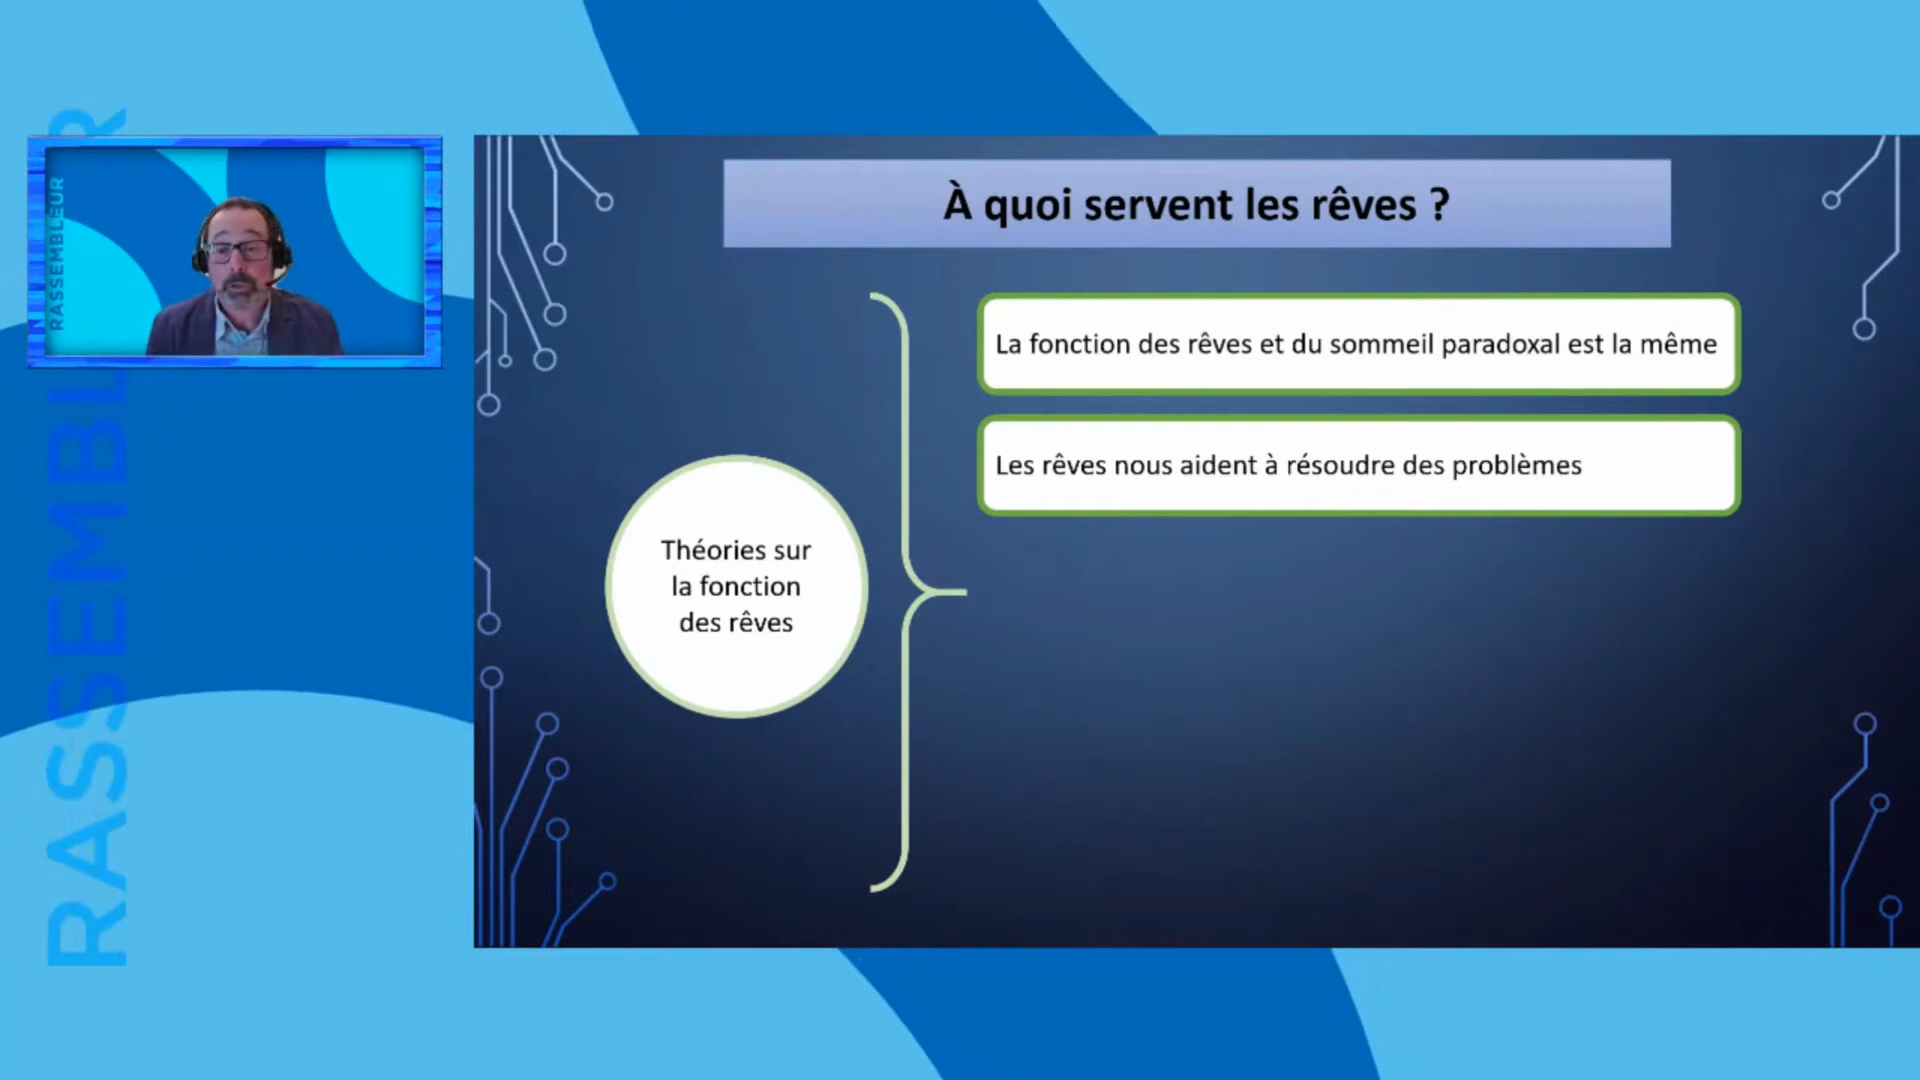 RASSEMBLEUR
RASSEMBLEUR
À quoi servent les rêves ?
La fonction des rêves et du sommeil paradoxal est la même
Les rêves nous aident à résoudre des problèmes
Théories sur
la fonction
des rêves